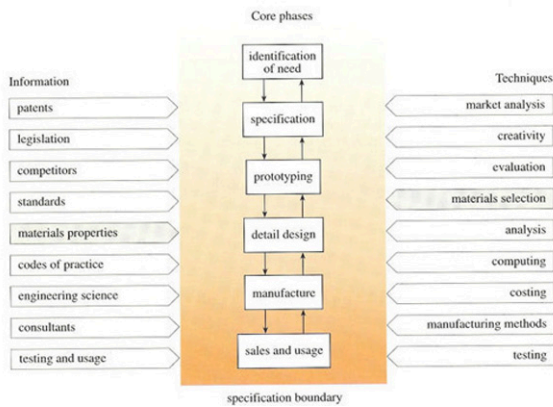 Core phases
Information
Techniques
identification
of need
specification
prototyping
detail design
manufacture
sales and usage
patents
legislation
competitors
standards
materials properties
codes of practice
engineering science
consultants
testing and usage
market analysis
creativity
evaluation
materials selection
analysis
computing
costing
manufacturing methods
testing
specification boundary